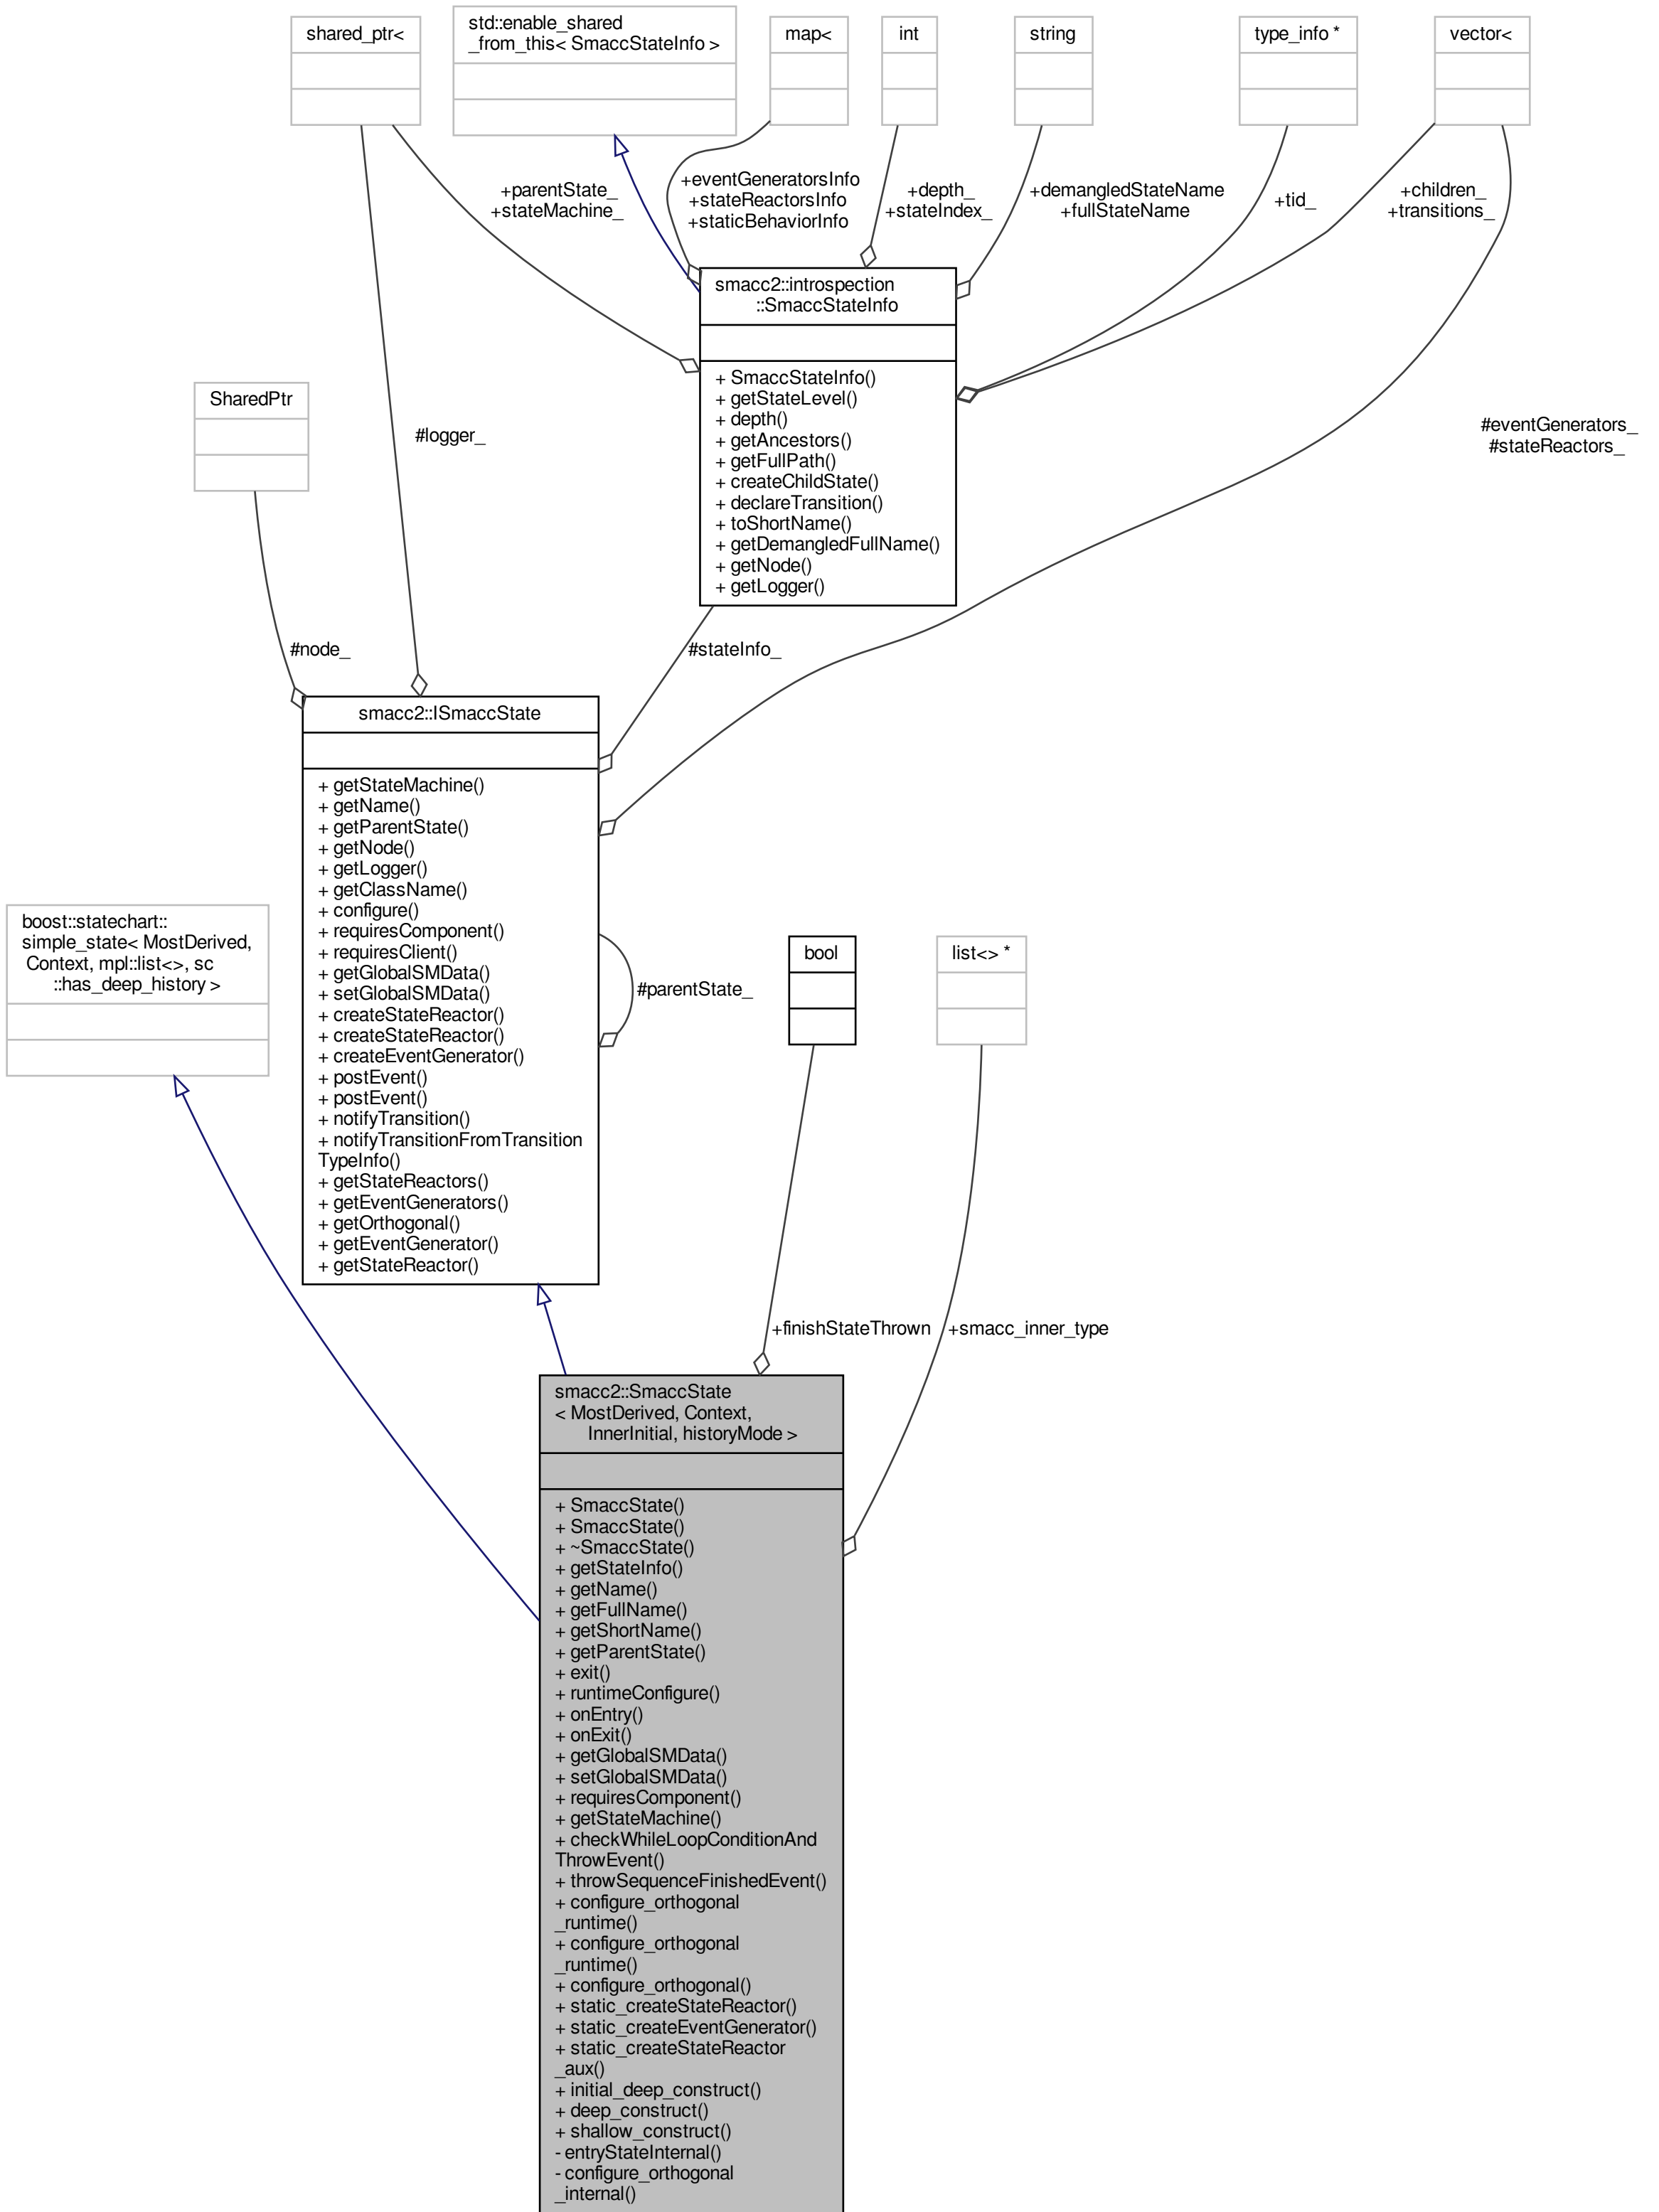 shared_ptr<
std::enable_shared
_from_this< SmaccStateInfo >
map<
int
string
type_info *
vector<
+parentState_
+stateMachine_
+eventGeneratorsInfo
+stateReactorsInfo
+staticBehaviorInfo
+depth_
+stateIndex_
+demangledStateName
+fullStateName
+tid_
+children_
+transitions_
smacc2::introspection
::SmaccStateInfo
+ SmaccStateInfo()
+ getStateLevel()
+ depth()
+ getAncestors()
+ getFullPath()
+ createChildState()
+ declareTransition()
+ toShortName()
+ getDemangledFullName()
+ getNode()
+ getLogger()
SharedPtr
#logger_
#eventGenerators_
#stateReactors_
#node_
#stateInfo_
smacc2::ISmaccState
+ getStateMachine()
+ getName()
+ getParentState()
+ getNode()
+ getLogger()
+ getClassName()
+ configure()
+ requiresComponent()
+ requiresClient()
+ getGlobalSMData()
+ setGlobalSMData()
+ createStateReactor()
+ createStateReactor()
+ createEventGenerator()
+ postEvent()
+ postEvent()
+ notifyTransition()
+ notifyTransitionFromTransition
TypeInfo()
+ getStateReactors()
+ getEventGenerators()
+ getOrthogonal()
+ getEventGenerator()
+ getStateReactor()
#parentState_
boost::statechart::
simple_state< MostDerived,
Context, mpl::list<>, sc
::has_deep_history >
bool
list<> *
+finishStateThrown
+smacc_inner_type
smacc2::SmaccState
< MostDerived, Context,
InnerInitial, historyMode >
+ SmaccState()
+ SmaccState()
+ ~SmaccState()
+ getStateInfo()
+ getName()
+ getFullName()
+ getShortName()
+ getParentState()
+ exit()
+ runtimeConfigure()
+ onEntry()
+ onExit()
+ getGlobalSMData()
+ setGlobalSMData()
+ requiresComponent()
+ getStateMachine()
+ checkWhileLoopConditionAnd
ThrowEvent()
+ throwSequenceFinishedEvent()
+ configure_orthogonal
_runtime()
+ configure_orthogonal
_runtime()
+ configure_orthogonal()
+ static_createStateReactor()
+ static_createEventGenerator()
+ static_createStateReactor
_aux()
+ initial_deep_construct()
+ deep_construct()
+ shallow_construct()
- entryStateInternal()
- configure_orthogonal
_internal()